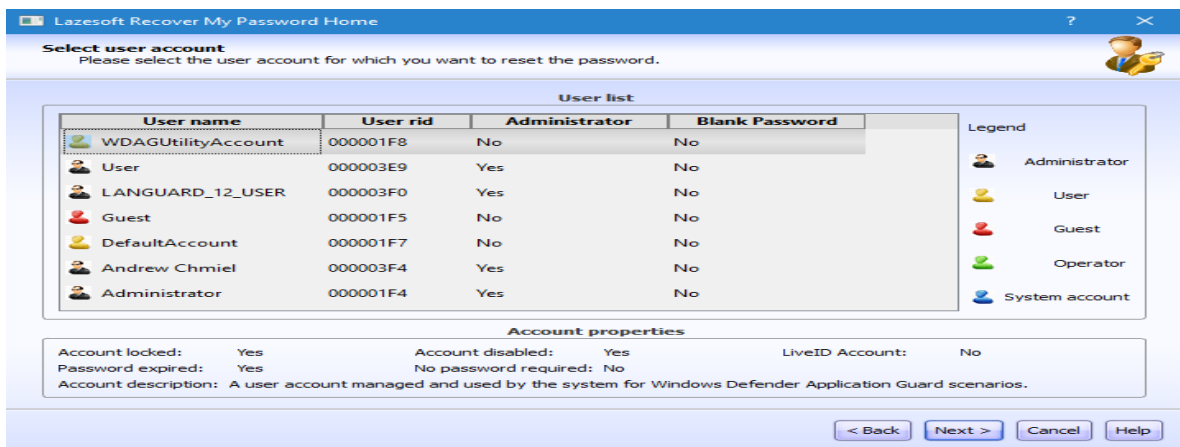 Lazesoft Recover My Password Home ? ×
Select user account
Please select the user account for which you want to reset the password.
User list
User name User rid Administrator Blank Password
WDAGUtilityAccount 000001F8 No No
User 000003E9 Yes No
LANGUARD_12_USER 000003F0 Yes No
Guest 000001F5 No No
DefaultAccount 000001F7 No No
Andrew Chmiel 000003F4 Yes No
Administrator 000001F4 Yes No
Legend
Administrator
User
Guest
Operator
System account
Account properties
Account locked: Yes Account disabled: Yes LiveID Account: No
Password expired: Yes No password required: No
Account description: A user account managed and used by the system for Windows Defender Application Guard scenarios.
< Back Next > Cancel Help